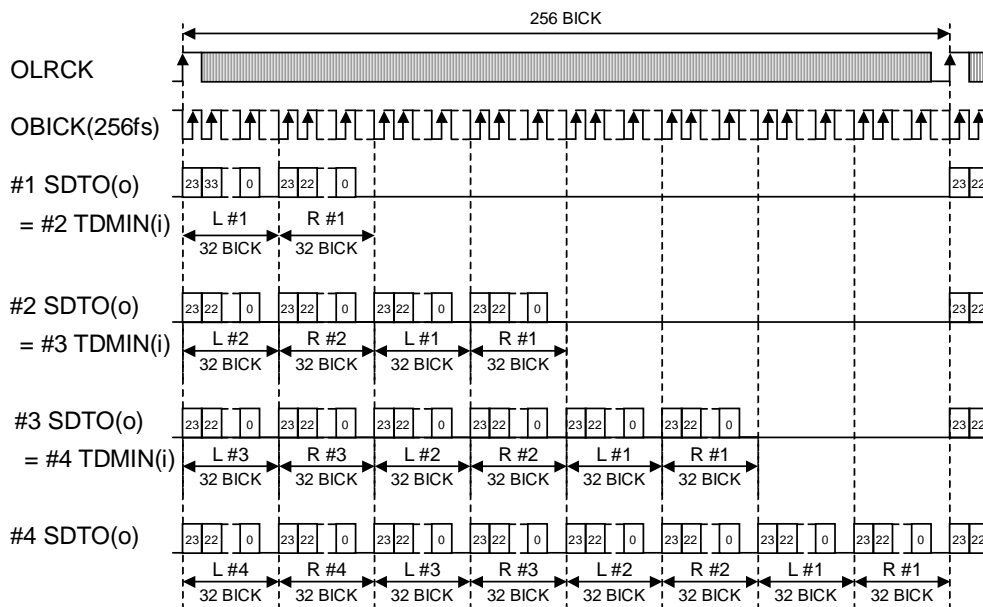 256 BICK
OLRCK
OBICK(256fs)
#1 SDTO(o) 23 33 0 23 22 0 23 22
= #2 TDMIN(i) L #1 R #1
32 BICK 32 BICK
#2 SDTO(o) 23 22 0 23 22 0 23 22 0 23 22 0 23 22
= #3 TDMIN(i) L #2 R #2 L #1 R #1
32 BICK 32 BICK 32 BICK 32 BICK
#3 SDTO(o) 23 22 0 23 22 0 23 22 0 23 22 0 23 22 0 23 22 0 23 22
= #4 TDMIN(i) L #3 R #3 L #2 R #2 L #1 R #1
32 BICK 32 BICK 32 BICK 32 BICK 32 BICK 32 BICK
#4 SDTO(o) 23 22 0 23 22 0 23 22 0 23 22 0 23 22 0 23 22 0 23 22 0 23 22 0 23 22
L #4 R #4 L #3 R #3 L #2 R #2 L #1 R #1
32 BICK 32 BICK 32 BICK 32 BICK 32 BICK 32 BICK 32 BICK 32 BICK